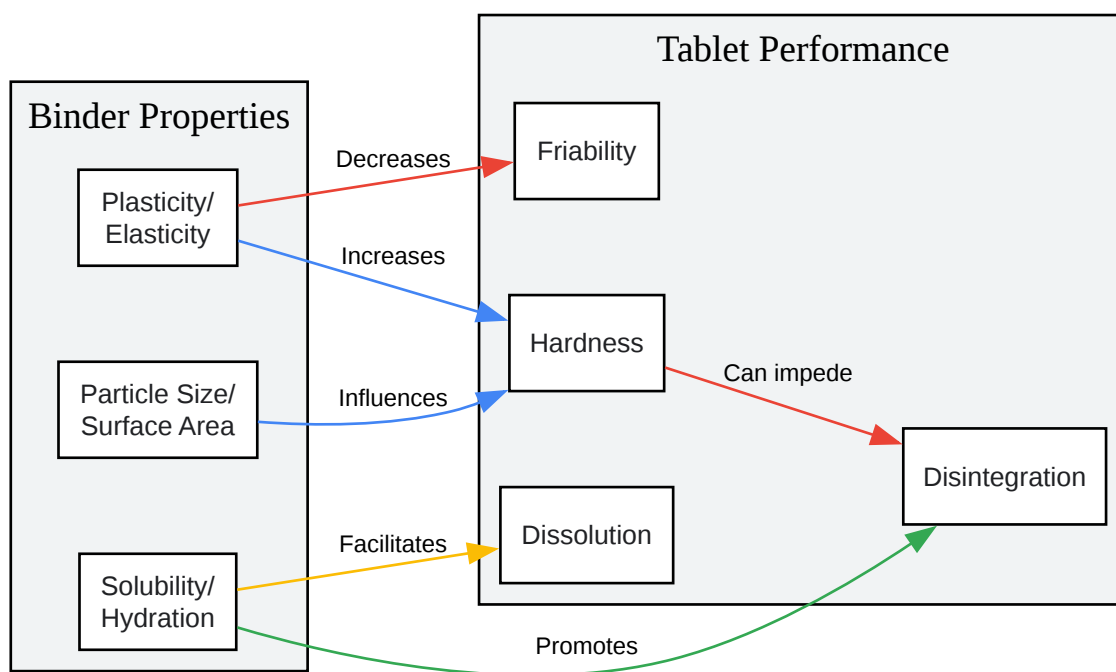 Tablet Performance
Binder Properties
Friability
Decreases
Plasticity/
Elasticity
Increases
Hardness
Can impede
Particle Size/
Surface Area
Influences
Disintegration
Dissolution
Facilitates
Solubility/
Hydration
Promotes